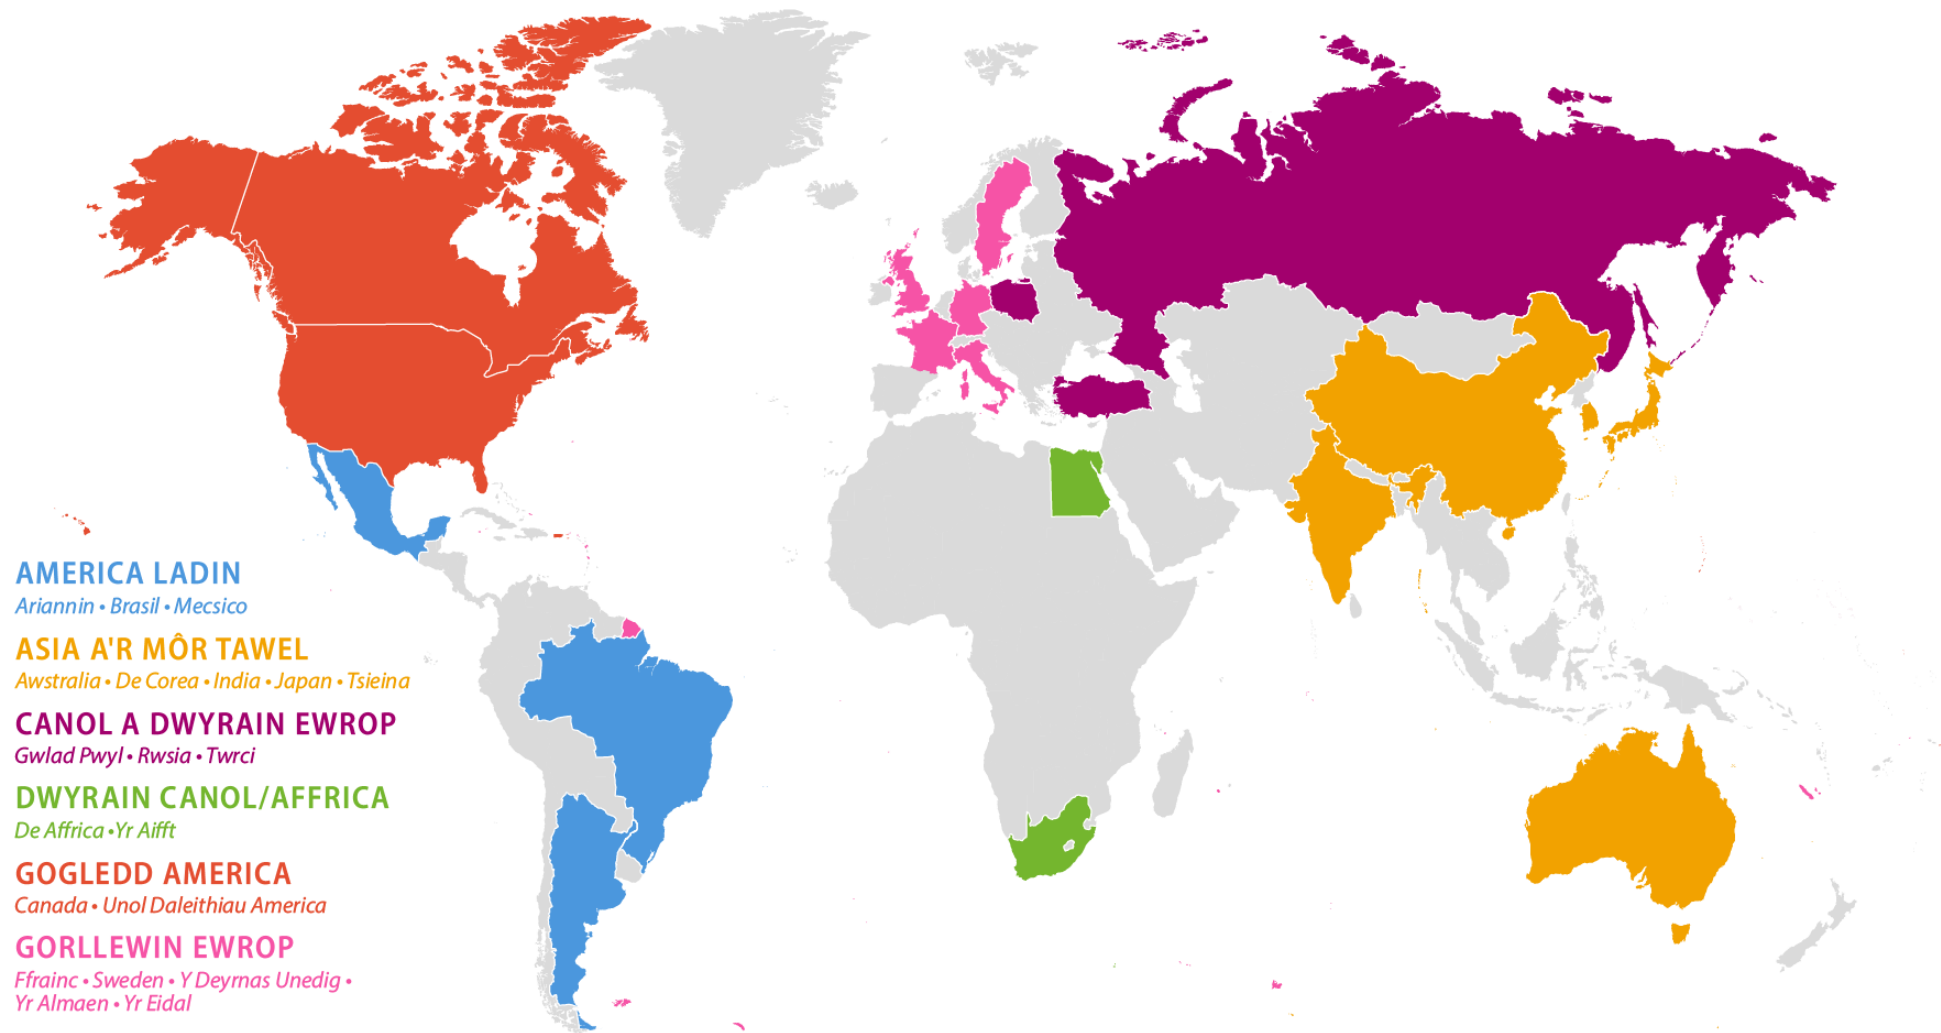 AMERICA LADIN
Ariannin • Brasil • Mecsico
ASIA A'R MÔR TAWEL
Awstralia • De Corea • India • Japan • Tsieina
CANOL A DWYRAIN EWROP
Gwlad Pwyl • Rwsia • Twrci
DWYRAIN CANOL/AFFRICA
De Affrica •Yr Aifft
GOGLEDD AMERICA
Canada • Unol Daleithiau America
GORLLEWIN EWROP
Ffrainc • Sweden • Y Deyrnas Unedig •
Yr Almaen • Yr Eidal